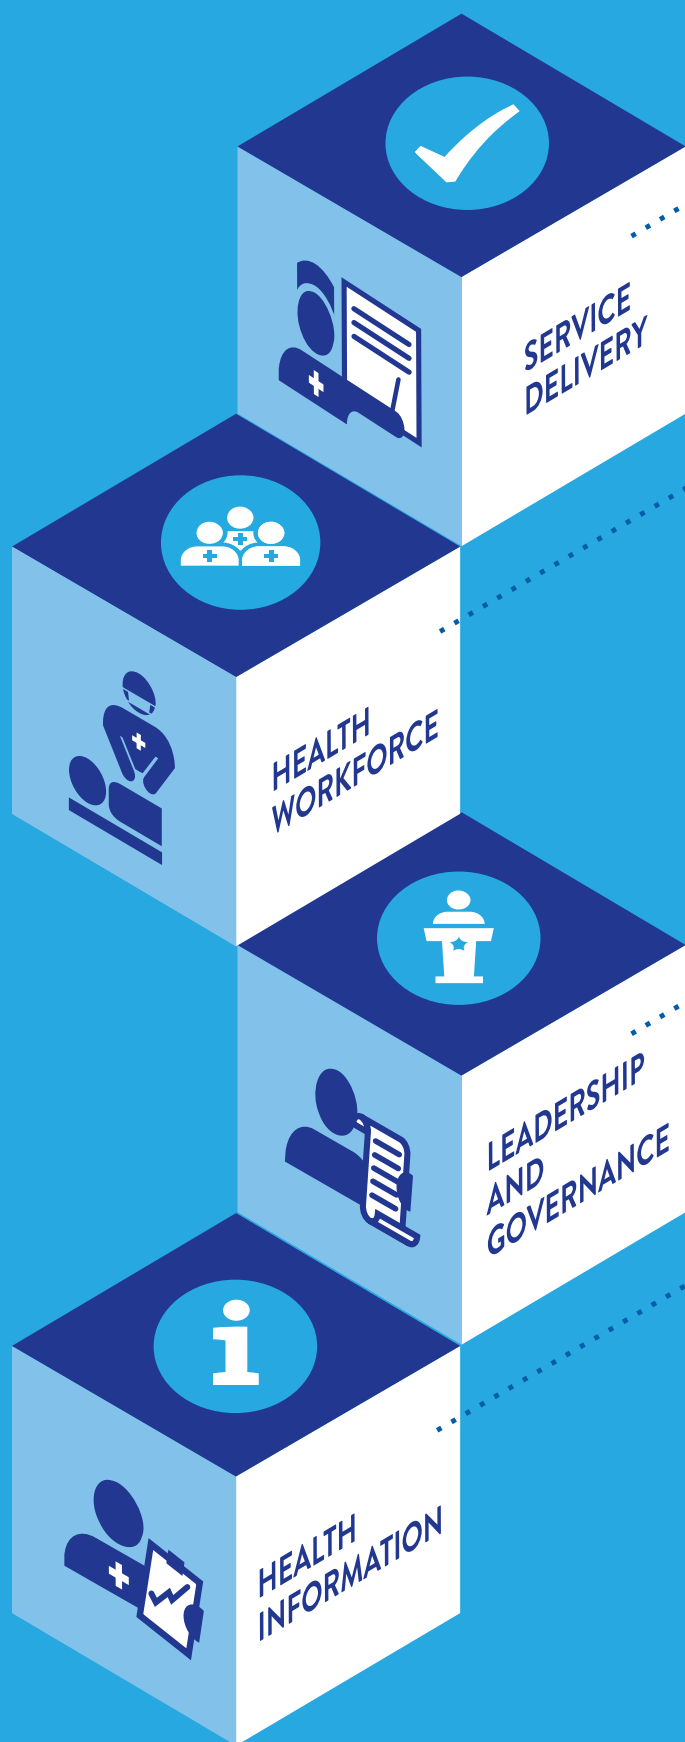 SERVICE
DELIVERY
HEALTH
WORKFORCE
LEADERSHIP
AND
GOVERNANCE
HEALTH
INFORMATION